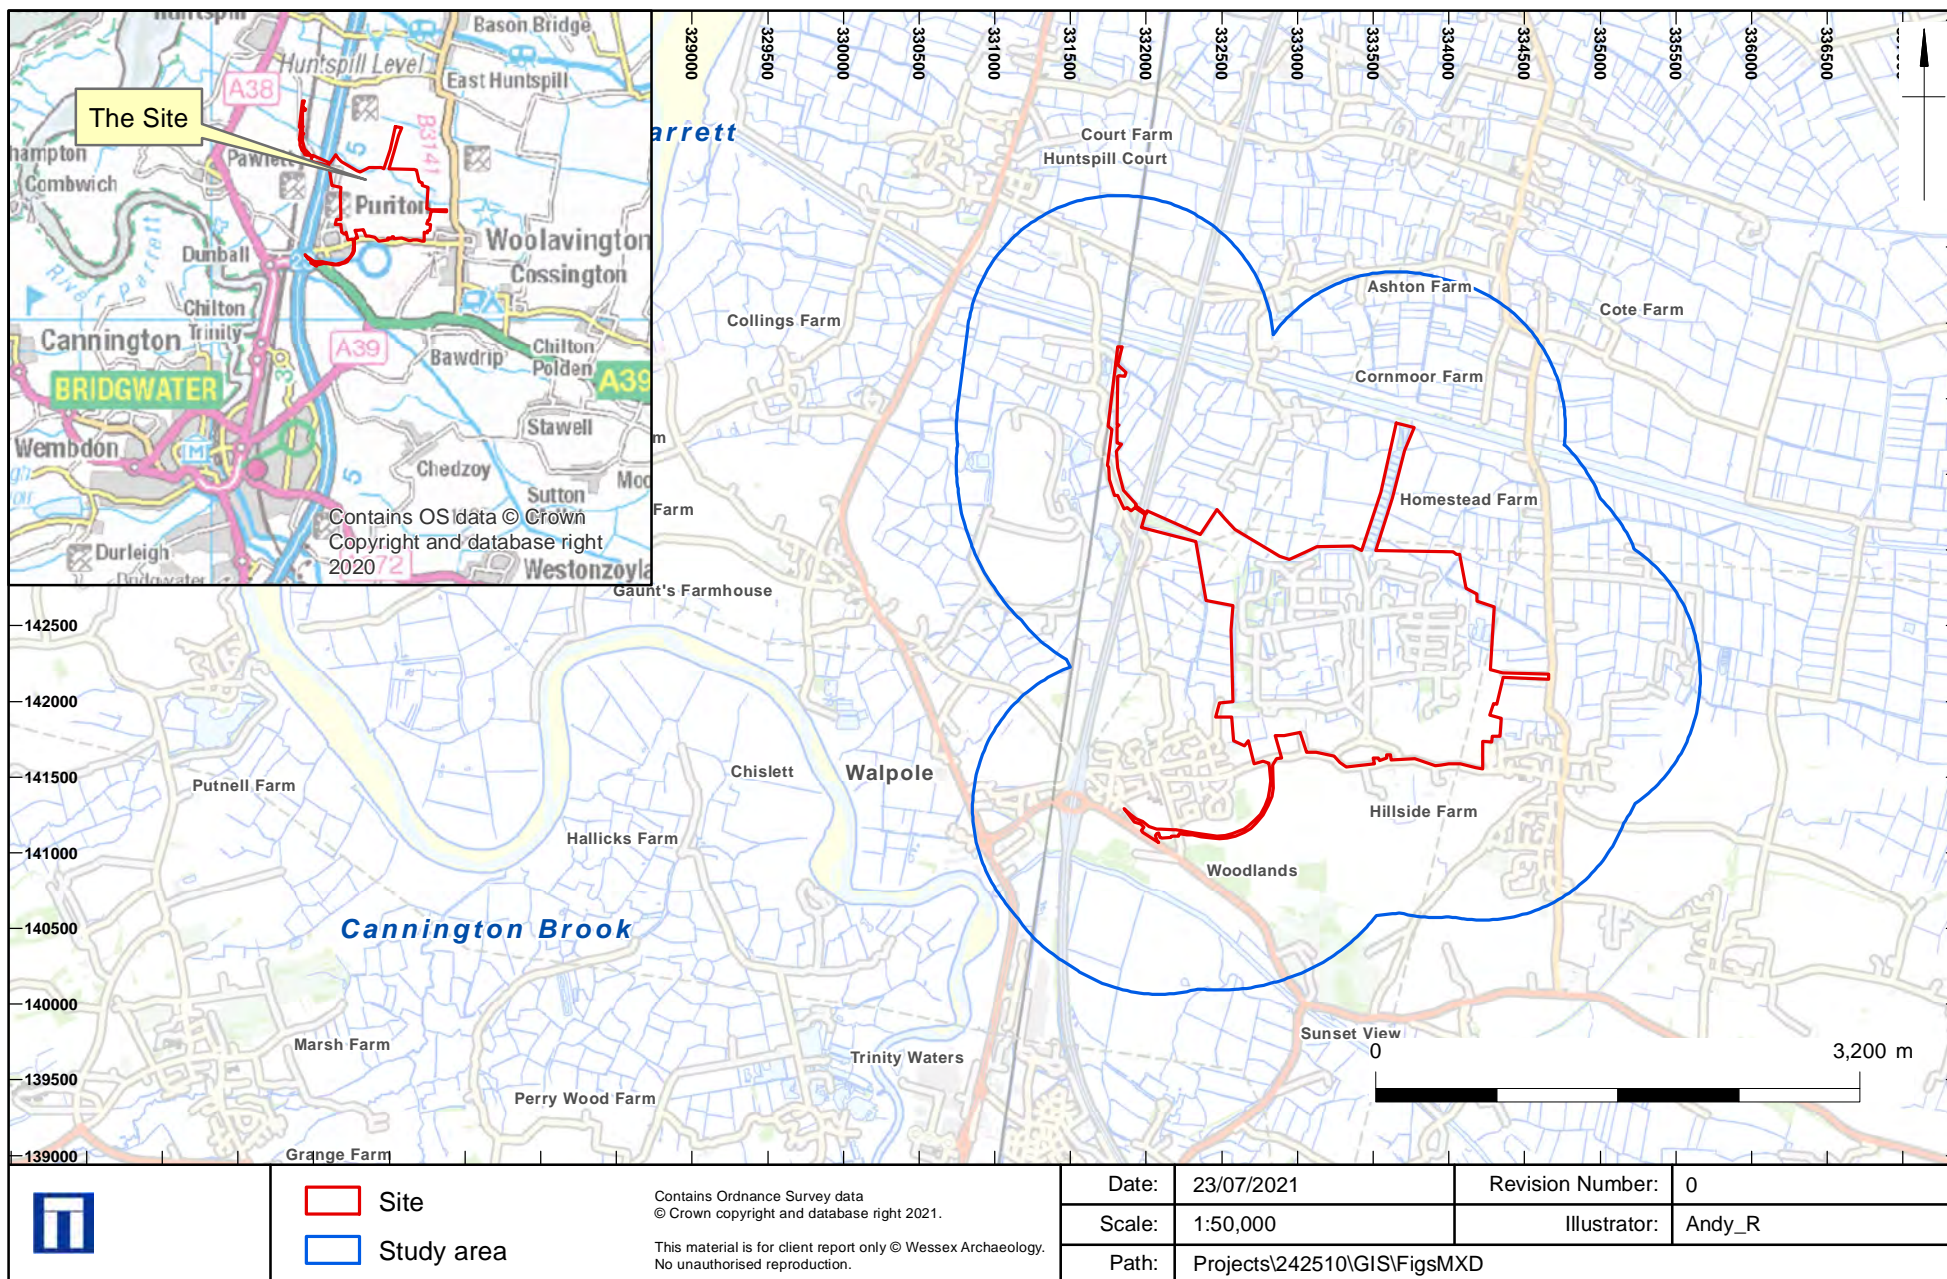 Huntspill
Bason Bridge
Huntspill Level
East Huntspill
A38
The Site
B3141
5
Pawlett
Combwich
Puriton
River Parrett
Woolavington
Dunball
Cossington
Chilton
Trinity
Cannington
A39
Bawdrip
Chilton
Polden
BRIDGWATER
A39
Stawell
Wembdon
M
5
Chedzoy
Sutton
Contains OS data © Crown
Copyright and database right
2020
Durleigh
Bridgwater
329000
329500
330000
330500
331000
331500
332000
332500
333000
333500
334000
334500
335000
335500
336000
336500
arrett
Court Farm
Huntspill Court
Ashton Farm
Cote Farm
Collings Farm
Cornmoor Farm
Homestead Farm
Farm
Gaunt's Farmhouse
142500
142000
141500
141000
140500
140000
139500
139000
Putnell Farm
Chislett
Walpole
Hallicks Farm
Hillside Farm
Woodlands
Cannington Brook
Marsh Farm
Trinity Waters
Sunset View
Perry Wood Farm
Grange Farm
0
3,200 m
Site
Study area
Contains Ordnance Survey data
© Crown copyright and database right 2021.
This material is for client report only © Wessex Archaeology.
No unauthorised reproduction.
Date: 23/07/2021 Revision Number: 0
Scale: 1:50,000 Illustrator: Andy_R
Path: Projects\242510\GIS\FigsMXD